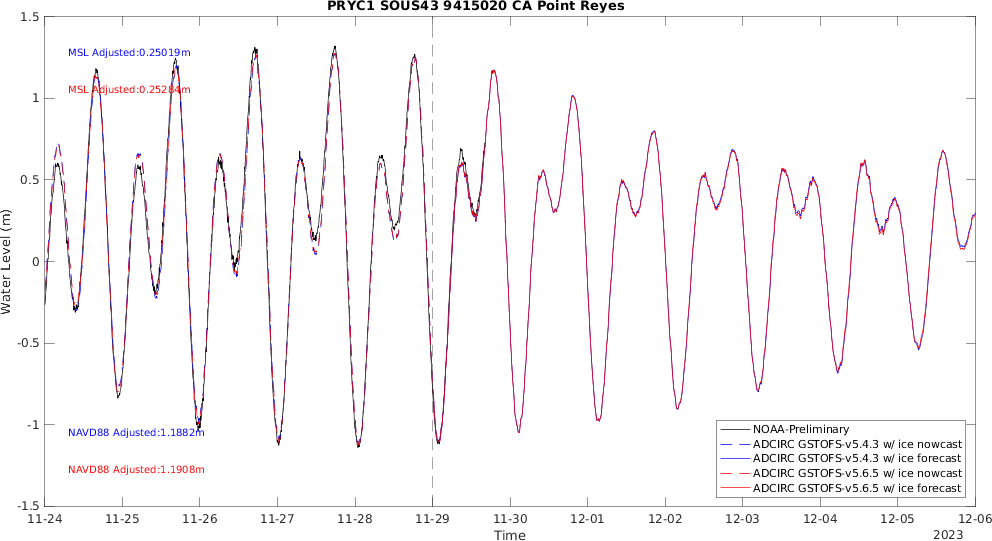 PRYC1 SOUS43 9415020 CA Point Reyes
1.5
1
0.5
0
-0.5
-1
-1.5
Water Level (m)
MSL Adjusted:0.25019m
MSL Adjusted:0.25284m
NAVD88 Adjusted:1.1882m
NAVD88 Adjusted:1.1908m
NOAA-Preliminary
ADCIRC GSTOFS-v5.4.3 w/ ice nowcast
ADCIRC GSTOFS-v5.4.3 w/ ice forecast
ADCIRC GSTOFS-v5.6.5 w/ ice nowcast
ADCIRC GSTOFS-v5.6.5 w/ ice forecast
11-24 11-25 11-26 11-27 11-28 11-29 11-30 12-01 12-02 12-03 12-04 12-05 12-06
Time
2023